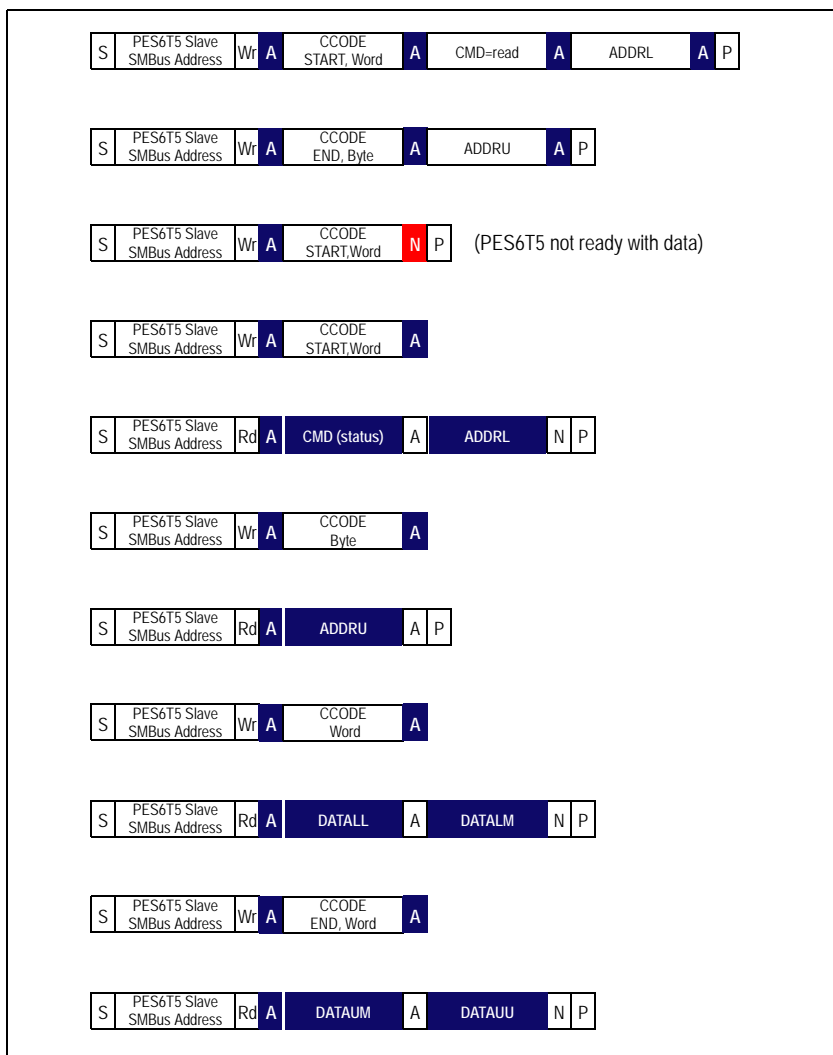 S PES6T5 Slave SMBus Address Wr A CCODE START, Word A CMD=read A ADDRL A P
S PES6T5 Slave SMBus Address Wr A CCODE END, Byte A ADDRU A P
S PES6T5 Slave SMBus Address Wr A CCODE START,Word N P (PES6T5 not ready with data)
S PES6T5 Slave SMBus Address Wr A CCODE START,Word A
S PES6T5 Slave SMBus Address Rd A CMD (status) A ADDRL N P
S PES6T5 Slave SMBus Address Wr A CCODE Byte A
S PES6T5 Slave SMBus Address Rd A ADDRU A P
S PES6T5 Slave SMBus Address Wr A CCODE Word A
S PES6T5 Slave SMBus Address Rd A DATALL A DATALM N P
S PES6T5 Slave SMBus Address Wr A CCODE END, Word A
S PES6T5 Slave SMBus Address Rd A DATAUM A DATAUU N P